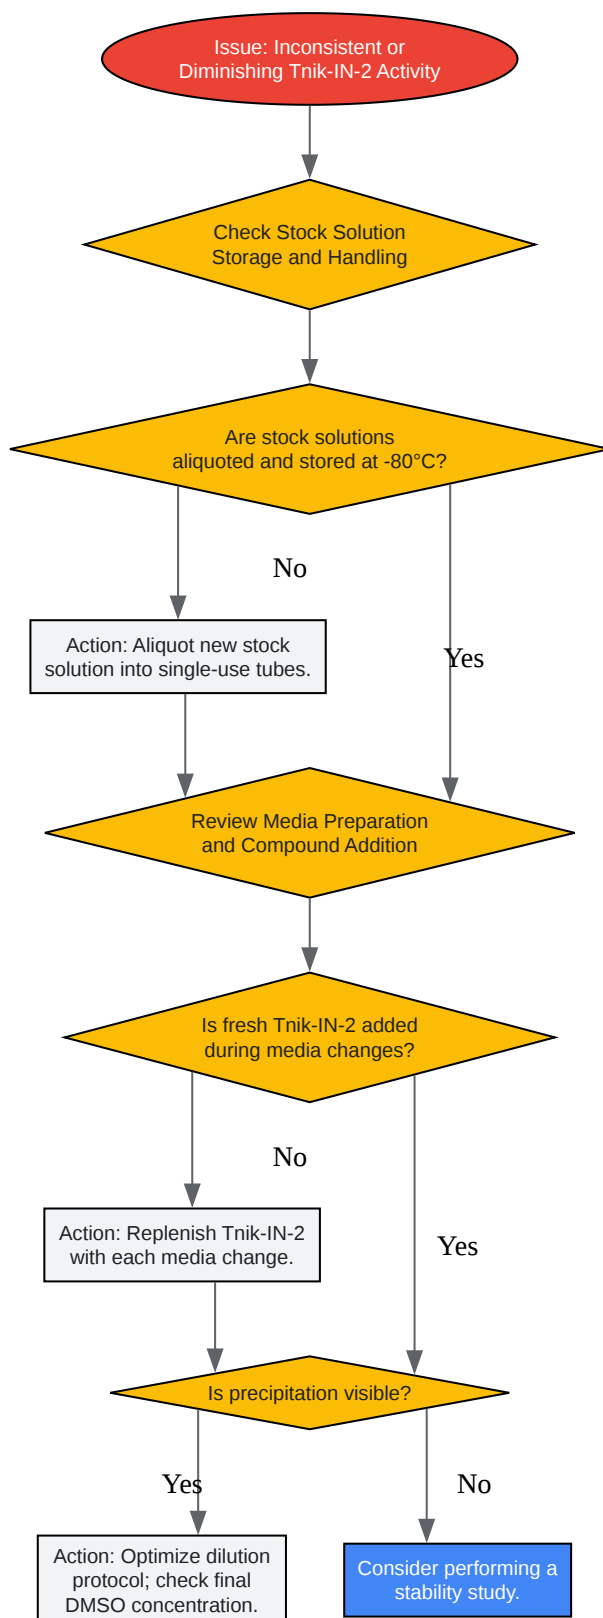 Issue: Inconsistent or
Diminishing Tnik-IN-2 Activity
Check Stock Solution
Storage and Handling
Are stock solutions
aliquoted and stored at -80°C?
No
Action: Aliquot new stock
solution into single-use tubes.
Yes
Review Media Preparation
and Compound Addition
Is fresh Tnik-IN-2 added
during media changes?
No
Action: Replenish Tnik-IN-2
with each media change.
Yes
Is precipitation visible?
Yes
No
Action: Optimize dilution
protocol; check final
DMSO concentration.
Consider performing a
stability study.